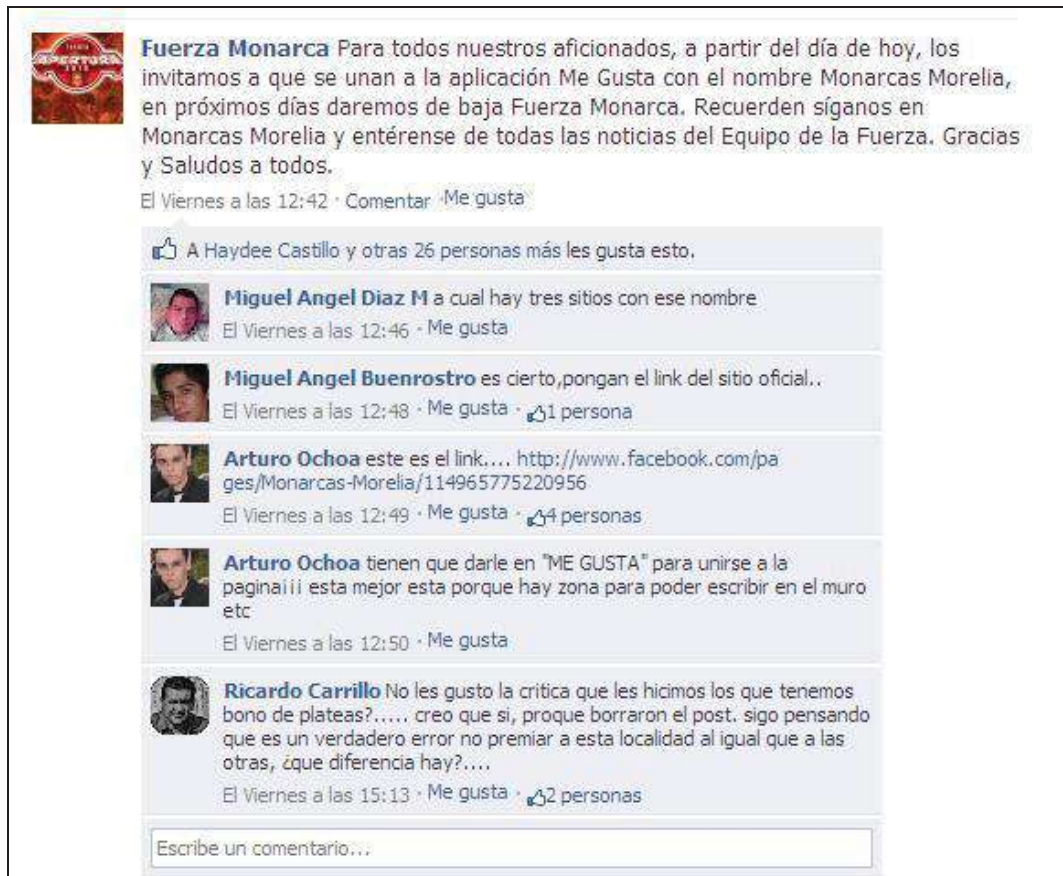 APERTURA
Fuerza Monarca Para todos nuestros aficionados, a partir del día de hoy, los
invitamos a que se unan a la aplicación Me Gusta con el nombre Monarcas Morelia,
en próximos días daremos de baja Fuerza Monarca. Recuerden síganos en
Monarcas Morelia y entérense de todas las noticias del Equipo de la Fuerza. Gracias
y Saludos a todos.
El Viernes a las 12:42 · Comentar · Me gusta
A Haydee Castillo y otras 26 personas más les gusta esto.
Miguel Angel Diaz M a cual hay tres sitios con ese nombre
El Viernes a las 12:46 · Me gusta
Miguel Angel Buenrostro es cierto,pongan el link del sitio oficial..
El Viernes a las 12:48 · Me gusta · 1 persona
Arturo Ochoa este es el link.... http://www.facebook.com/pa
ges/Monarcas-Morelia/114965775220956
El Viernes a las 12:49 · Me gusta · 4 personas
Arturo Ochoa tienen que darle en "ME GUSTA" para unirse a la
pagina¡¡¡ esta mejor esta porque hay zona para poder escribir en el muro
etc
El Viernes a las 12:50 · Me gusta
Ricardo Carrillo No les gusto la critica que les hicimos los que tenemos
bono de plateas?..... creo que si, proque borraron el post. sigo pensando
que es un verdadero error no premiar a esta localidad al igual que a las
otras, ¿que diferencia hay?....
El Viernes a las 15:13 · Me gusta · 2 personas
Escribe un comentario...